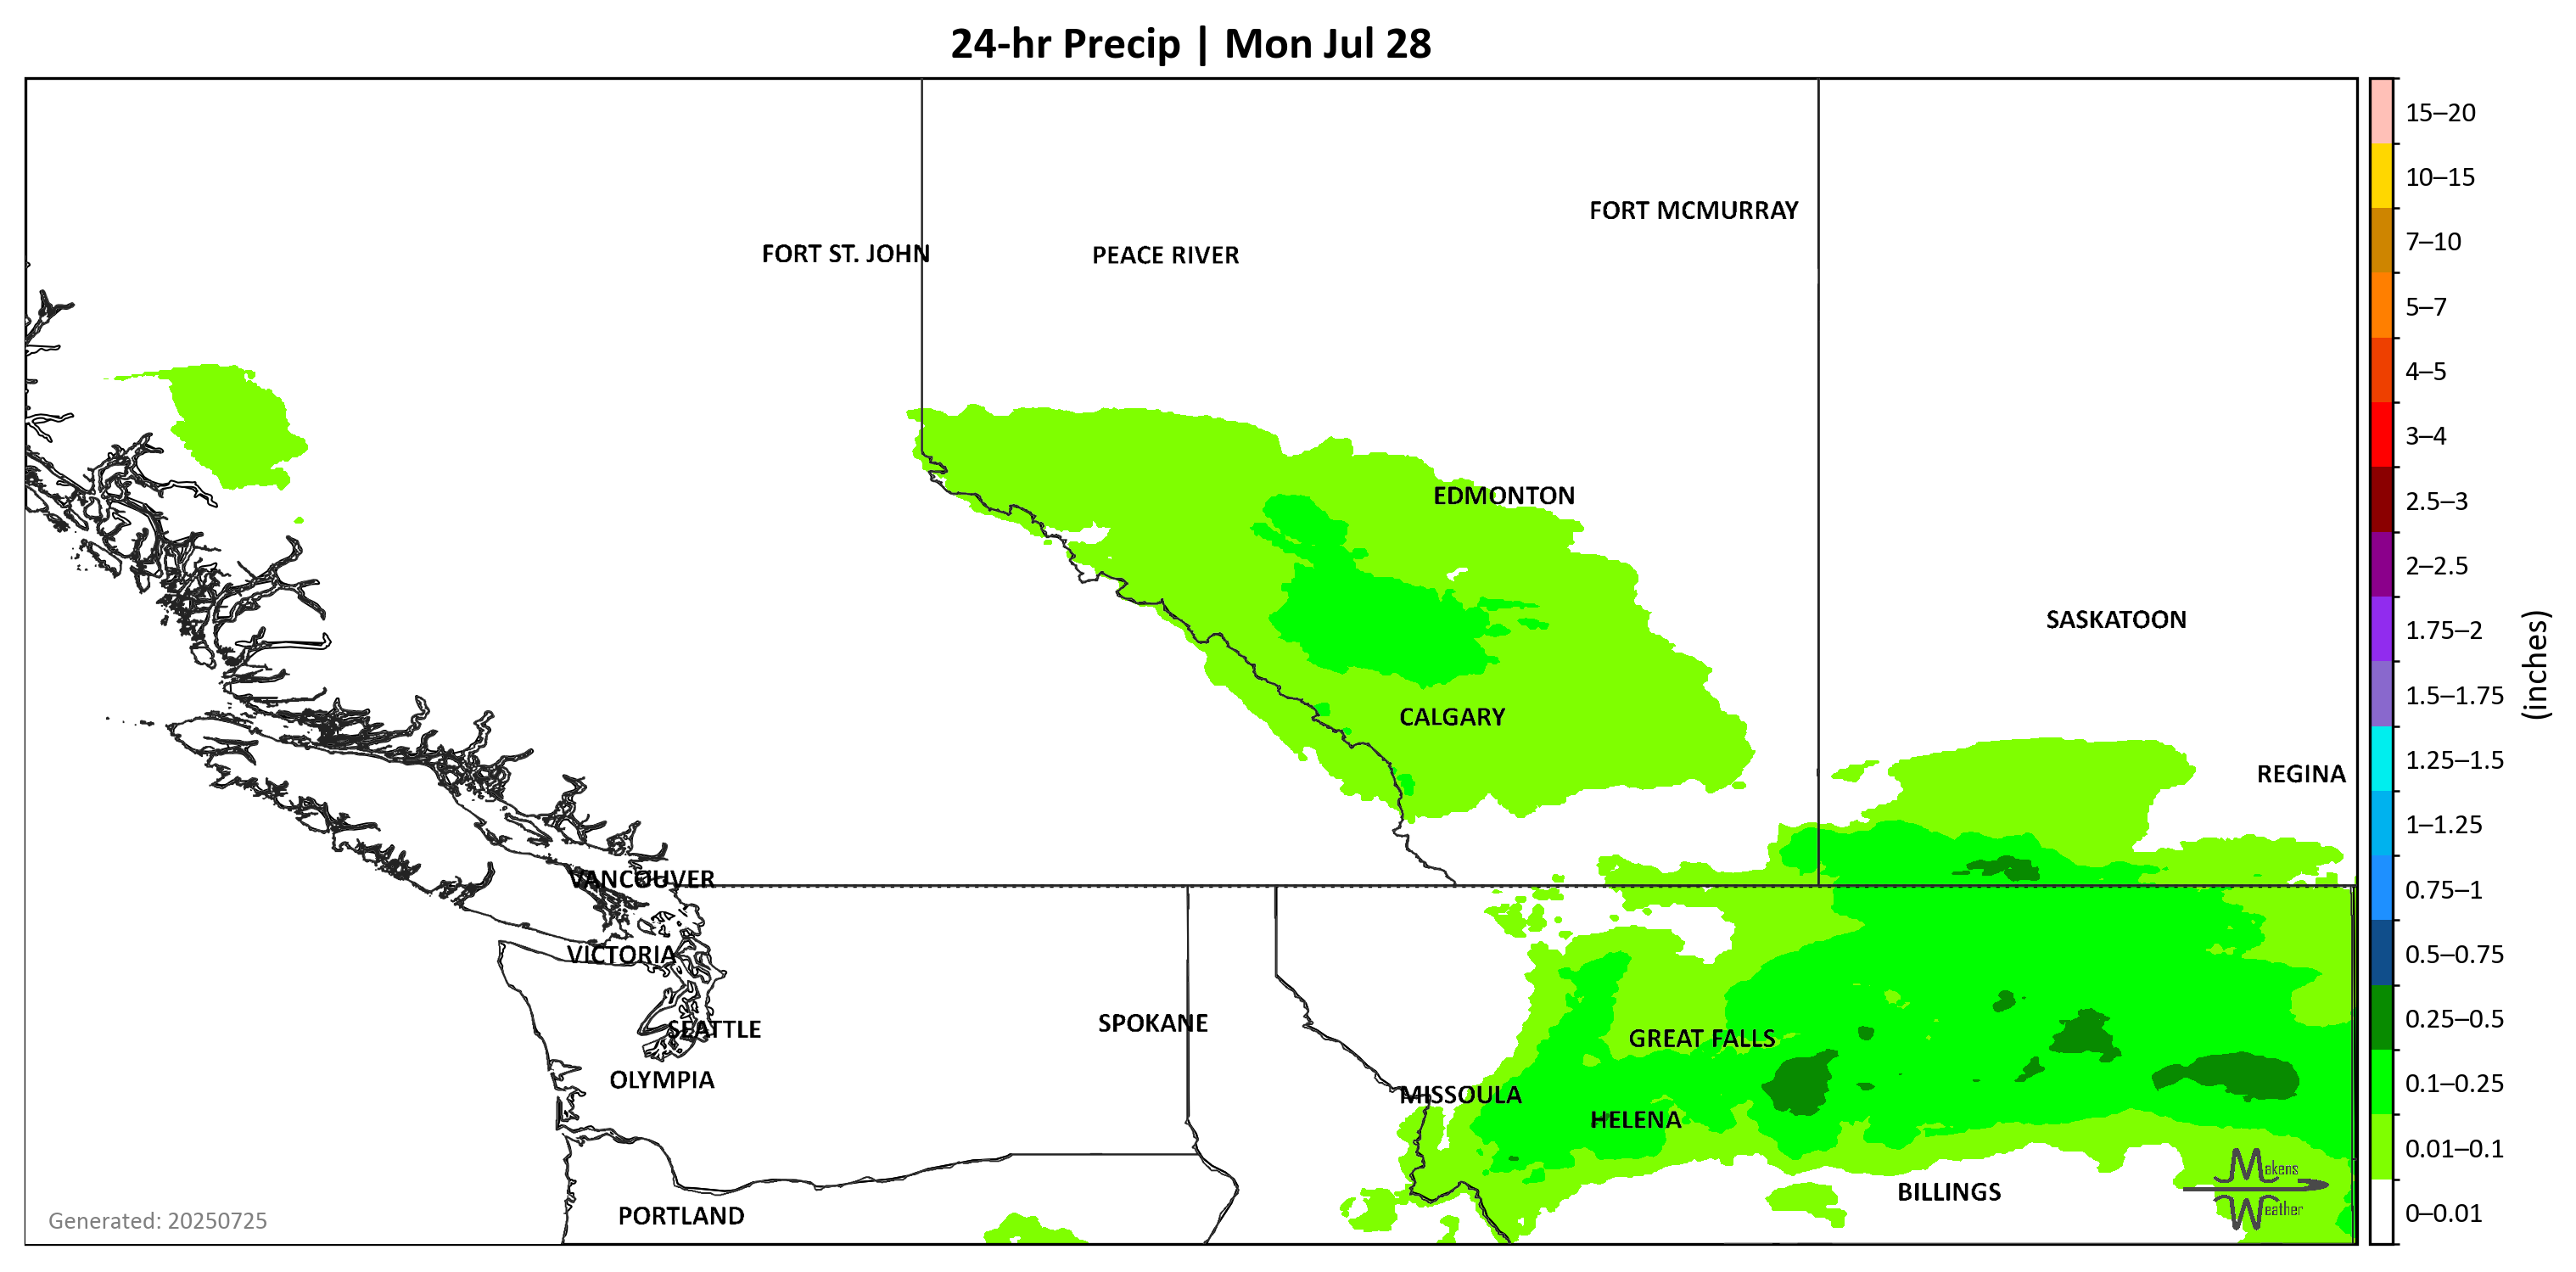 24-hr Precip | Mon Jul 28
FORT MCMURRAY
FORT ST. JOHN
PEACE RIVER
EDMONTON
SASKATOON
CALGARY
REGINA
VANCOUVER
VICTORIA
SEATTLE
SPOKANE
GREAT FALLS
OLYMPIA
MISSOULA
HELENA
BILLINGS
PORTLAND
Generated: 20250725
Makens
Weather
15–20
10–15
7–10
5–7
4–5
3–4
2.5–3
2–2.5
1.75–2
1.5–1.75
1.25–1.5
1–1.25
0.75–1
0.5–0.75
0.25–0.5
0.1–0.25
0.01–0.1
0–0.01
(inches)